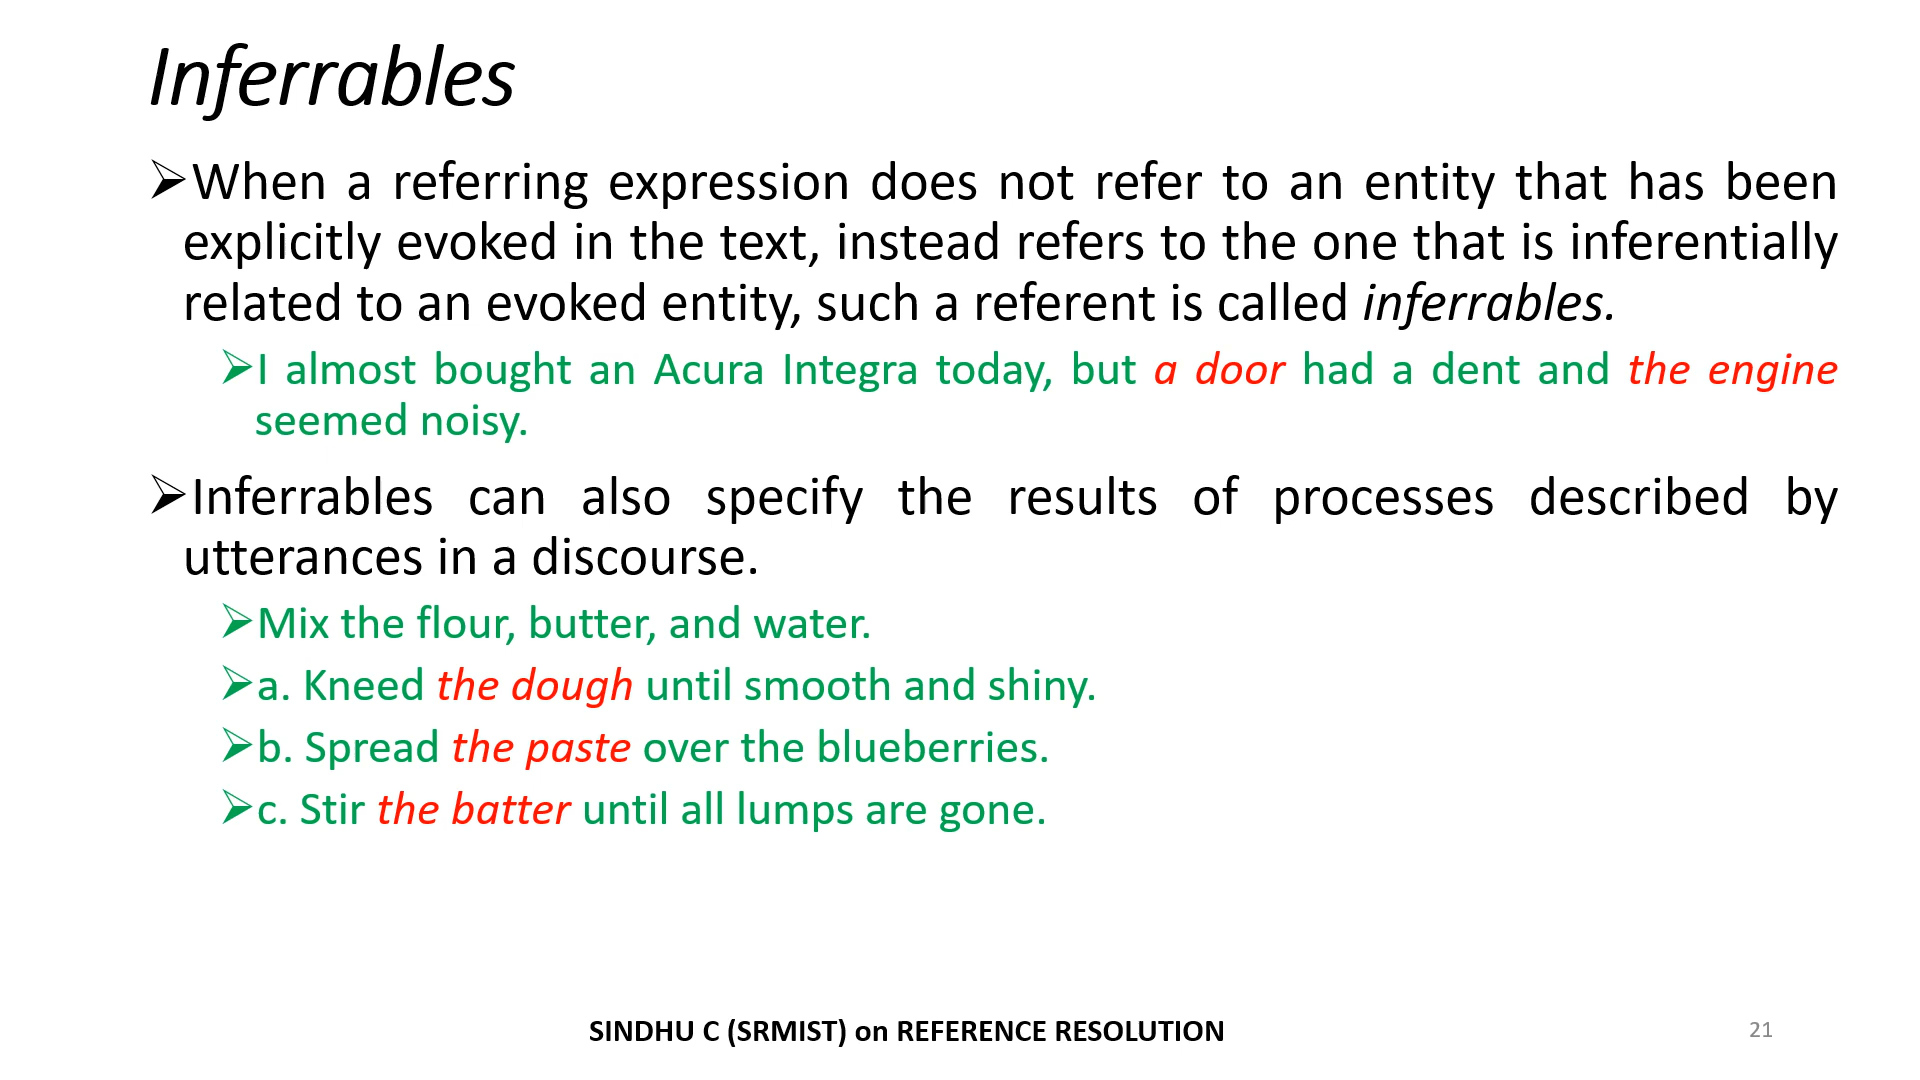 Inferrables
➢When a referring expression does not refer to an entity that has been
explicitly evoked in the text, instead refers to the one that is inferentially
related to an evoked entity, such a referent is called inferrables.
➢I almost bought an Acura Integra today, but a door had a dent and the engine
seemed noisy.
➢Inferrables can also specify the results of processes described by
utterances in a discourse.
➢Mix the flour, butter, and water.
➢a. Kneed the dough until smooth and shiny.
➢b. Spread the paste over the blueberries.
➢c. Stir the batter until all lumps are gone.
SINDHU C (SRMIST) on REFERENCE RESOLUTION
21